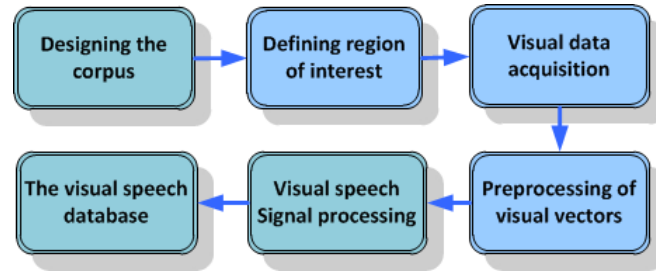 Designing the
corpus
Defining region
of interest
Visual data
acquisition
The visual speech
database
Visual speech
Signal processing
Preprocessing of
visual vectors